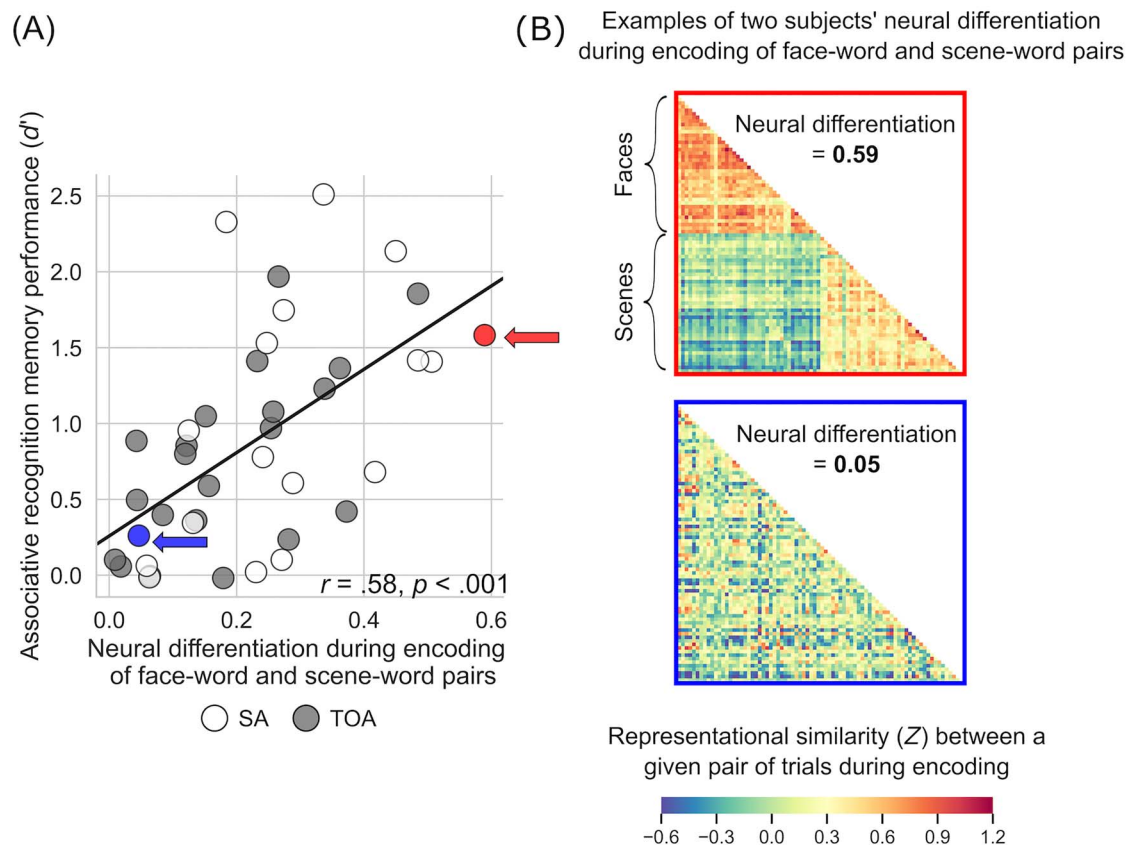 (A)
Associative recognition memory performance (d')
2.5
2.0
1.5
1.0
0.5
0.0
r = .58, p < .001
0.0 0.2 0.4 0.6
Neural differentiation during encoding
of face-word and scene-word pairs
SA TOA
(B)
Examples of two subjects' neural differentiation
during encoding of face-word and scene-word pairs
Neural differentiation
= 0.59
Faces
Scenes
Neural differentiation
= 0.05
Representational similarity (Z) between a
given pair of trials during encoding
−0.6 −0.3 0.0 0.3 0.6 0.9 1.2